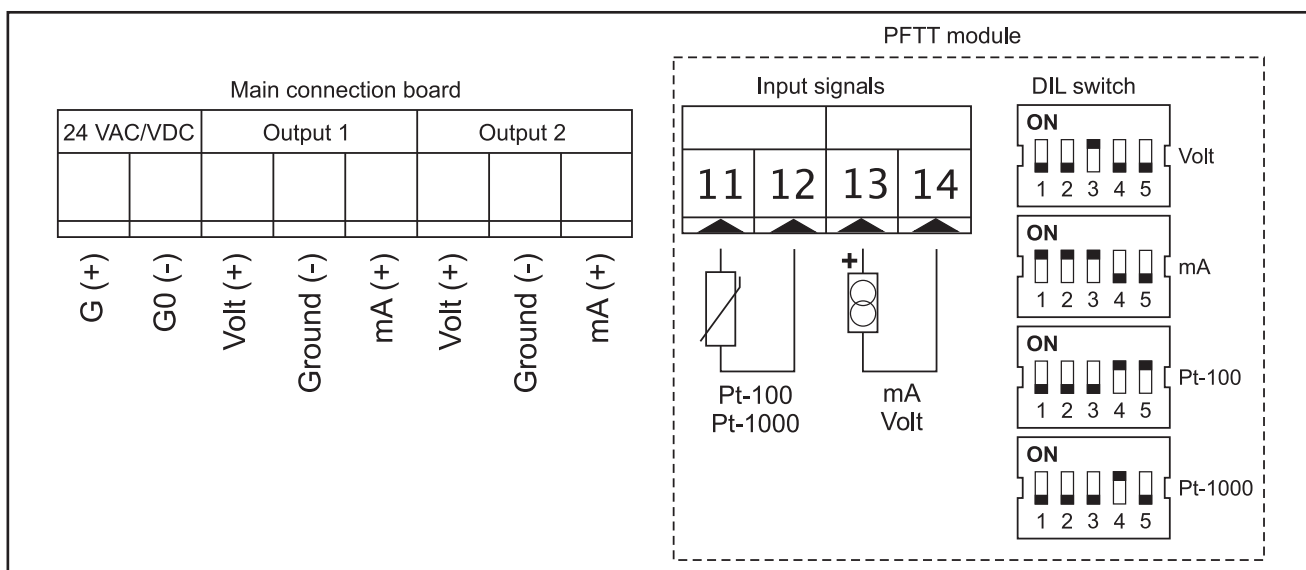 PFTT module
Main connection board
24 VAC/VDC Output 1 Output 2
G (+) G0 (-) Volt (+) Ground (-) mA (+) Volt (+) Ground (-) mA (+)
Input signals
11 12 13 14
+
Pt-100
Pt-1000
mA
Volt
DIL switch
ON
1 2 3 4 5
Volt
ON
1 2 3 4 5
mA
ON
1 2 3 4 5
Pt-100
ON
1 2 3 4 5
Pt-1000